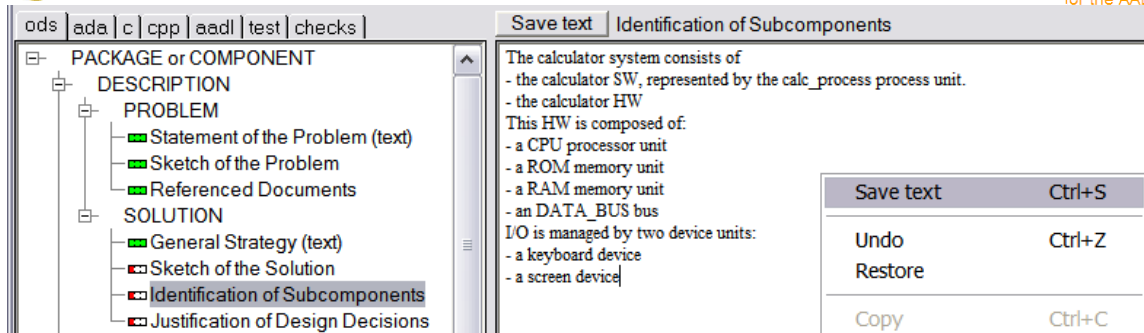 for the AA
ods ada c cpp aadl test checks
PACKAGE or COMPONENT
DESCRIPTION
PROBLEM
Statement of the Problem (text)
Sketch of the Problem
Referenced Documents
SOLUTION
General Strategy (text)
Sketch of the Solution
Identification of Subcomponents
Justification of Design Decisions
Save text Identification of Subcomponents
The calculator system consists of
- the calculator SW, represented by the calc_process process unit.
- the calculator HW
This HW is composed of:
- a CPU processor unit
- a ROM memory unit
- a RAM memory unit
- an DATA_BUS bus
I/O is managed by two device units:
- a keyboard device
- a screen device
Save text Ctrl+S
Undo Ctrl+Z
Restore
Copy Ctrl+C